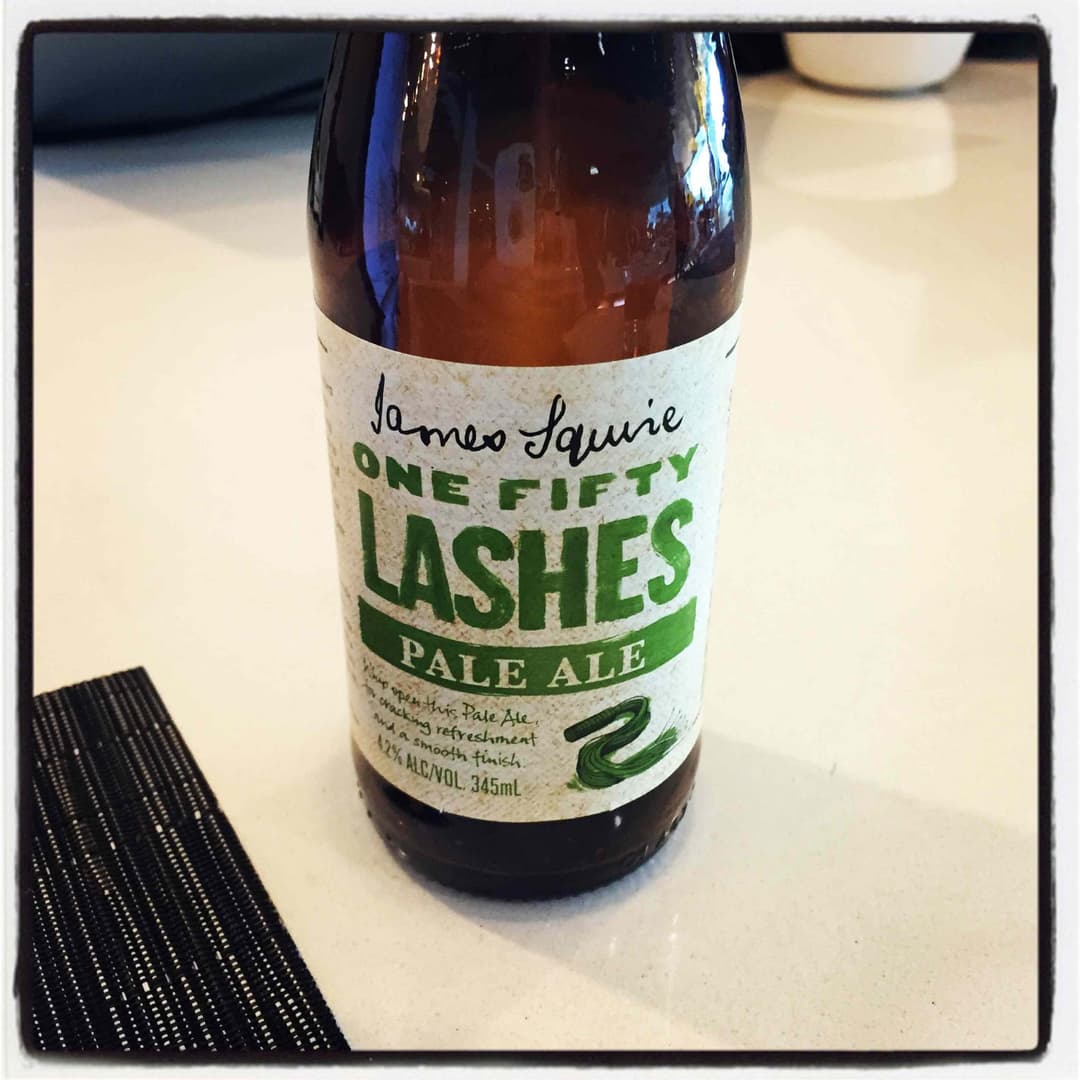 James Squire
ONE FIFTY
LASHES
PALE ALE
Whip open this Pale Ale,
for cracking refreshment
and a smooth finish.
4.2% ALC/VOL. 345mL